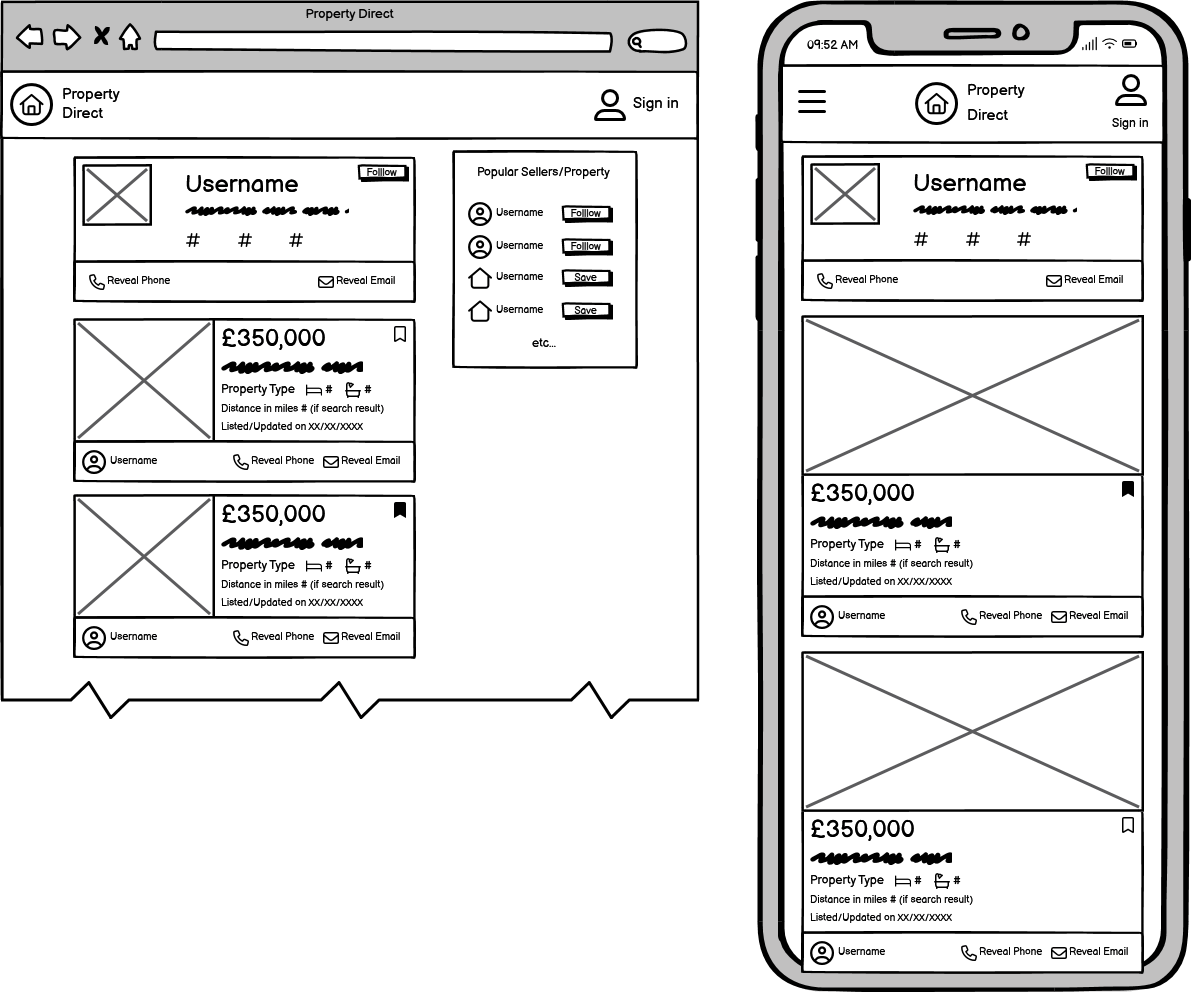 Property Direct
Property
Direct
Sign in
Username
Folllow
# # #
Reveal Phone Reveal Email
£350,000
Property Type # #
Distance in miles # (if search result)
Listed/Updated on XX/XX/XXXX
Username Reveal Phone Reveal Email
£350,000
Property Type # #
Distance in miles # (if search result)
Listed/Updated on XX/XX/XXXX
Username Reveal Phone Reveal Email
Popular Sellers/Property
Username Folllow
Username Folllow
Username Save
Username Save
etc...
09:52 AM
Property
Direct
Sign in
Username
Folllow
# # #
Reveal Phone Reveal Email
£350,000
Property Type # #
Distance in miles # (if search result)
Listed/Updated on XX/XX/XXXX
Username Reveal Phone Reveal Email
£350,000
Property Type # #
Distance in miles # (if search result)
Listed/Updated on XX/XX/XXXX
Username Reveal Phone Reveal Email